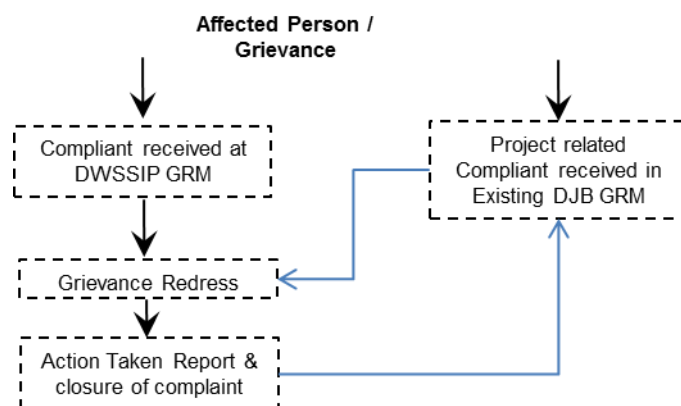 Affected Person /
Grievance
Compliant received at
DWSSIP GRM
Project related
Compliant received in
Existing DJB GRM
Grievance Redress
Action Taken Report &
closure of complaint